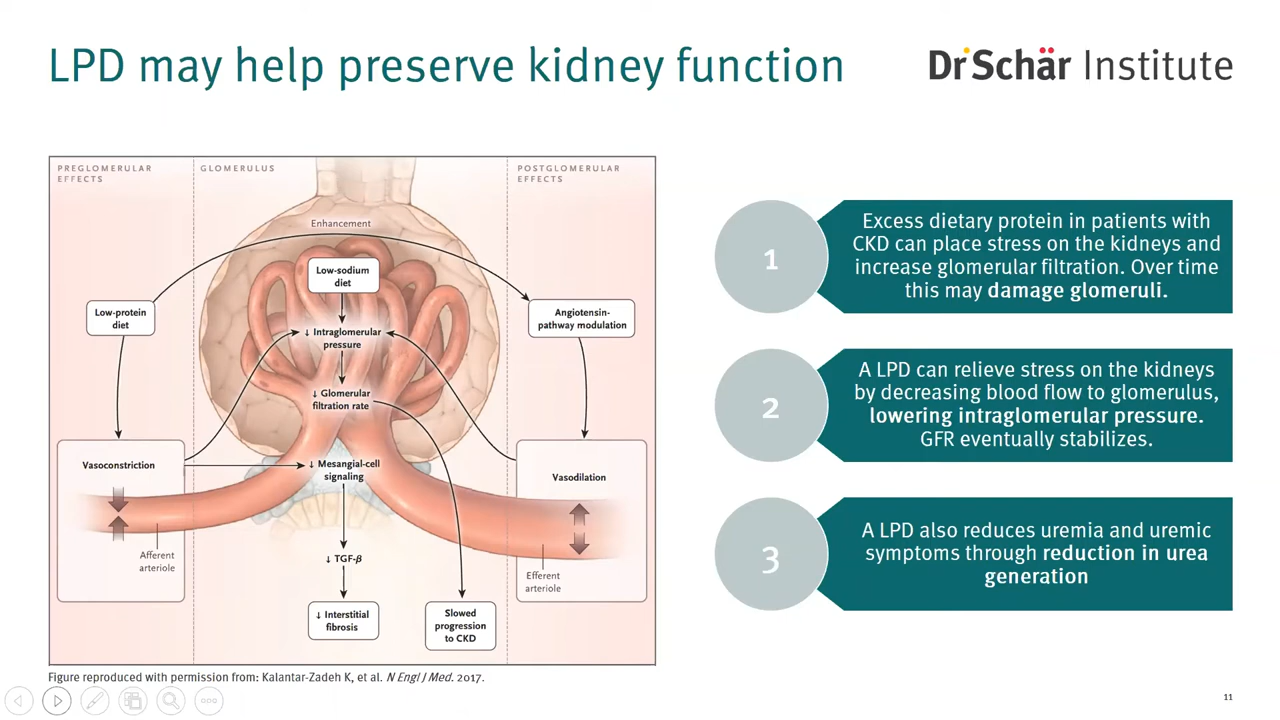 LPD may help preserve kidney function
DrSchär Institute
PREGLOMERULAR
EFFECTS
GLOMERULUS
POSTGLOMERULAR
EFFECTS
Enhancement
Low-sodium
diet
Low-protein
diet
Angiotensin-
pathway modulation
↓ Intraglomerular
pressure
↓ Glomerular
filtration rate
Vasoconstriction
↓ Mesangial-cell
signaling
Vasodilation
Afferent
arteriole
↓ TGF-β
Efferent
arteriole
↓ Interstitial
fibrosis
Slowed
progression
to CKD
Figure reproduced with permission from: Kalantar-Zadeh K, et al. N Engl J Med. 2017.
1
Excess dietary protein in patients with
CKD can place stress on the kidneys and
increase glomerular filtration. Over time
this may damage glomeruli.
2
A LPD can relieve stress on the kidneys
by decreasing blood flow to glomerulus,
lowering intraglomerular pressure.
GFR eventually stabilizes.
3
A LPD also reduces uremia and uremic
symptoms through reduction in urea
generation
11